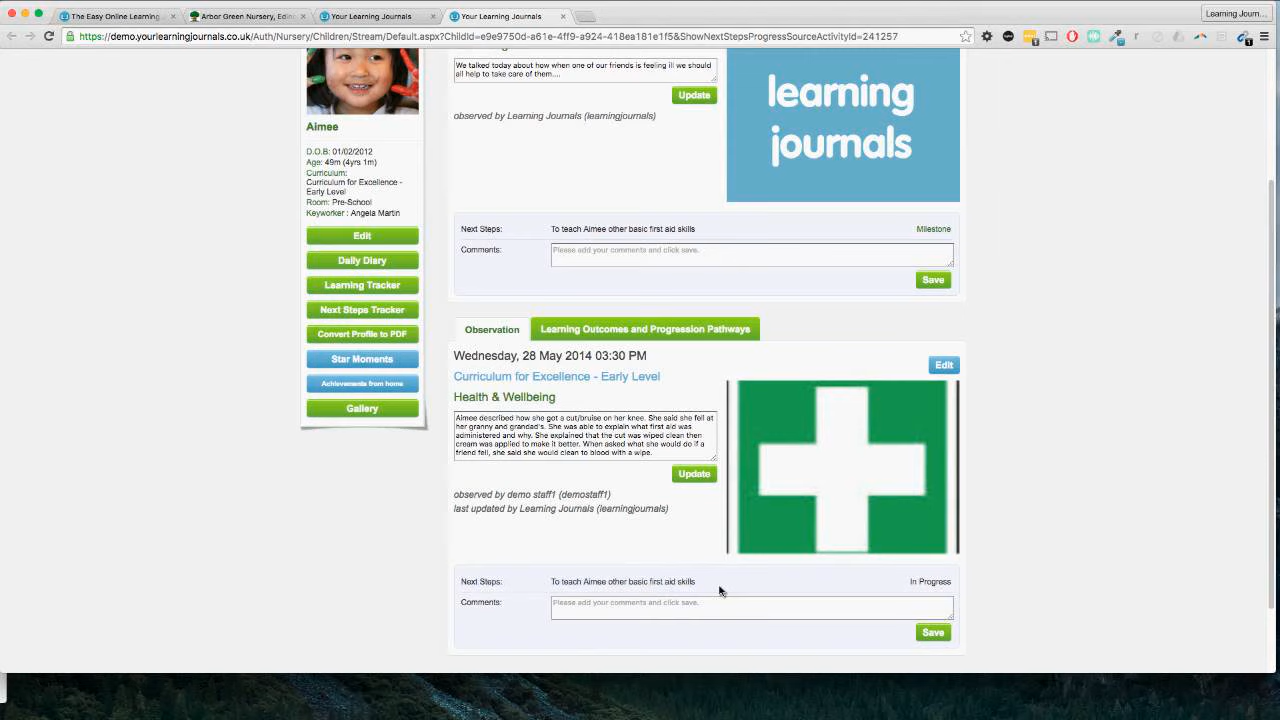 The Easy Online Learning
Arbor Green Nursery, Edin
Your Learning Journals
Your Learning Journals
Learning Journ...
https://demo.yourlearningjournals.co.uk/Auth/Nursery/Children/Stream/Default.aspx?ChildId=e9e9750d-a61e-4ff9-a924-418ea181e1f5&ShowNextStepsProgressSourceActivityId=241257
We talked today about how when one of our friends is feeling ill we should
all help to take care of them....
Update
observed by Learning Journals (learningjournals)
learning
journals
Next Steps: To teach Aimee other basic first aid skills Milestone
Comments: Please add your comments and click save.
Save
Aimee
D.O.B: 01/02/2012
Age: 49m (4yrs 1m)
Curriculum:
Curriculum for Excellence -
Early Level
Room: Pre-School
Keyworker : Angela Martin
Edit
Daily Diary
Learning Tracker
Next Steps Tracker
Convert Profile to PDF
Star Moments
Achievements from home
Gallery
Observation
Learning Outcomes and Progression Pathways
Wednesday, 28 May 2014 03:30 PM
Edit
Curriculum for Excellence - Early Level
Health & Wellbeing
Aimee described how she got a cut/bruise on her knee. She said she fell at
her granny and grandad's. She was able to explain what first aid was
administered and why. She explained that the cut was wiped clean then
cream was applied to make it better. When asked what she would do if a
friend fell, she said she would clean to blood with a wipe.
Update
observed by demo staff1 (demostaff1)
last updated by Learning Journals (learningjournals)
Next Steps: To teach Aimee other basic first aid skills In Progress
Comments: Please add your comments and click save.
Save